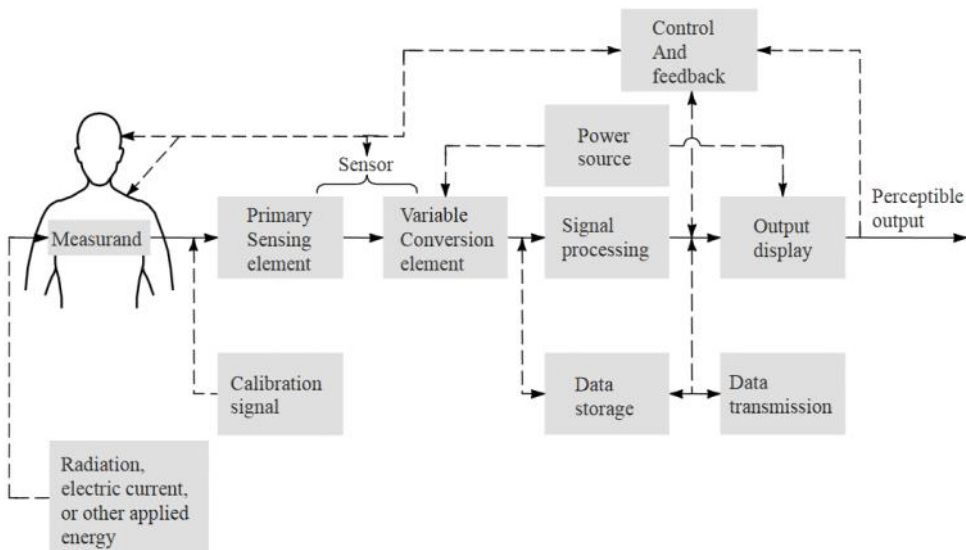 Control
And
feedback
Power
source
Sensor
Perceptible
output
Measurand
Primary
Sensing
element
Variable
Conversion
element
Signal
processing
Output
display
Calibration
signal
Data
storage
Data
transmission
Radiation,
electric current,
or other applied
energy